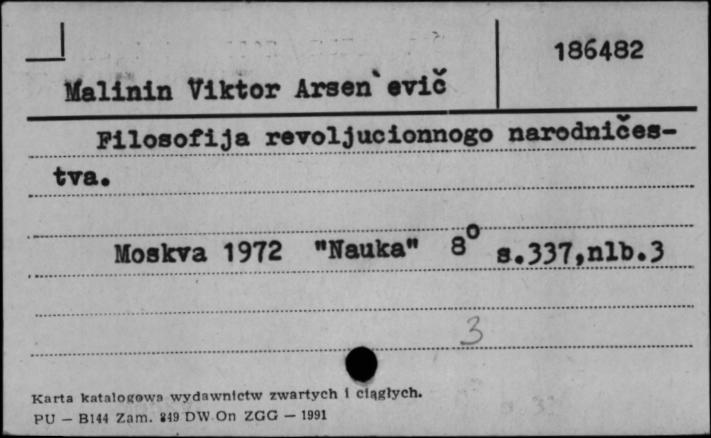 186482
Malinin Viktor Arsen`evič
Filosofija revoljucionnogo narodničes-
tva.
Moskva 1972 "Nauka" 8° s.337,nlb.3
3
Karta katalogowa wydawnictw zwartych i ciągłych.
PU — B144 Zam. 849 DW On ZGG — 1991